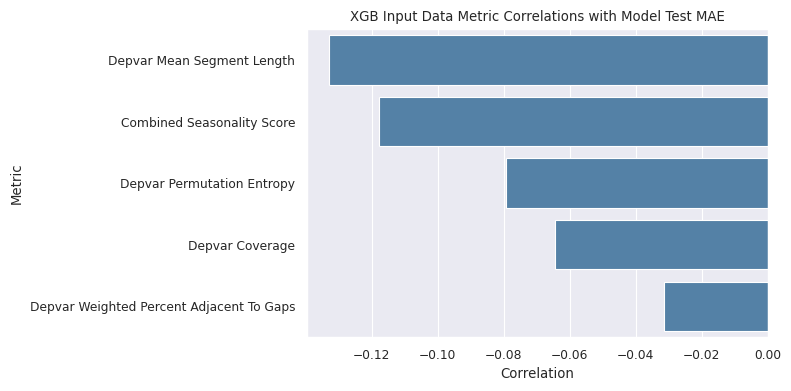 XGB Input Data Metric Correlations with Model Test MAE
Metric
Depvar Mean Segment Length
Combined Seasonality Score
Depvar Permutation Entropy
Depvar Coverage
Depvar Weighted Percent Adjacent To Gaps
−0.12 −0.10 −0.08 −0.06 −0.04 −0.02 0.00
Correlation